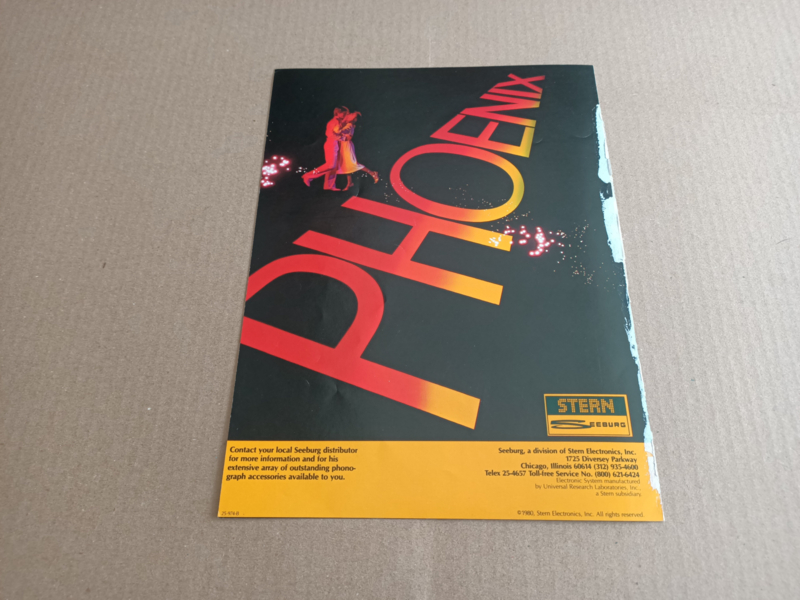 PHOENIX
STERN
SEEBURG
Contact your local Seeburg distributor
for more information and for his
extensive array of outstanding phono-
graph accessories available to you.
Seeburg, a division of Stern Electronics, Inc.
1725 Diversey Parkway
Chicago, Illinois 60614 (312) 935-4600
Telex 25-4657 Toll-free Service No. (800) 621-6424
Electronic System manufactured
by Universal Research Laboratories, Inc.,
a Stern subsidiary.
©1980, Stern Electronics, Inc. All rights reserved.